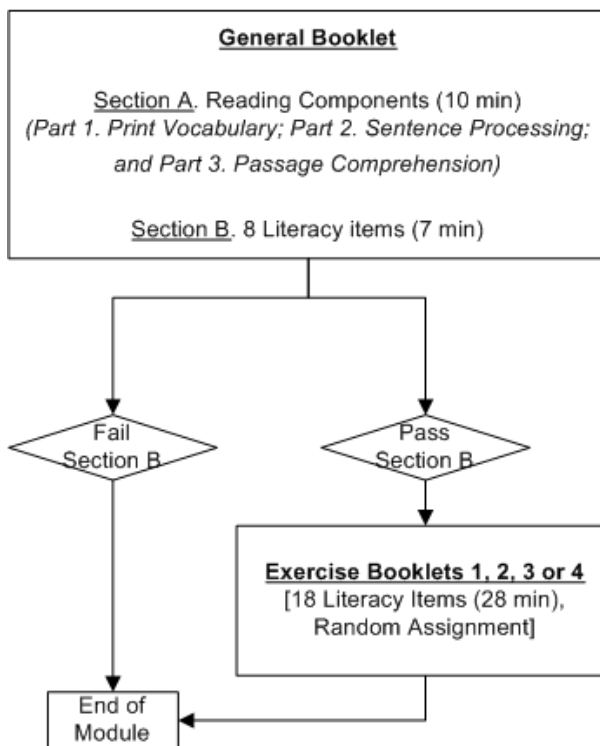 General Booklet
Section A. Reading Components (10 min)
(Part 1. Print Vocabulary; Part 2. Sentence Processing;
and Part 3. Passage Comprehension)
Section B. 8 Literacy items (7 min)
Fail
Section B
Pass
Section B
Exercise Booklets 1, 2, 3 or 4
[18 Literacy Items (28 min),
Random Assignment]
End of
Module